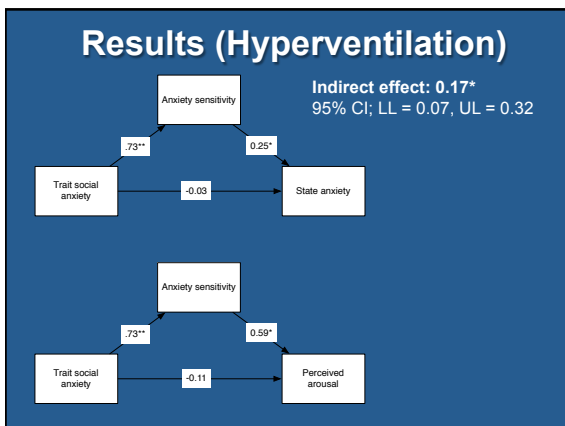 Results (Hyperventilation)
Indirect effect: 0.17*
95% CI; LL = 0.07, UL = 0.32
Anxiety sensitivity
.73**
0.25*
Trait social
anxiety
-0.03
State anxiety
Anxiety sensitivity
.73**
0.59*
Trait social
anxiety
-0.11
Perceived
arousal